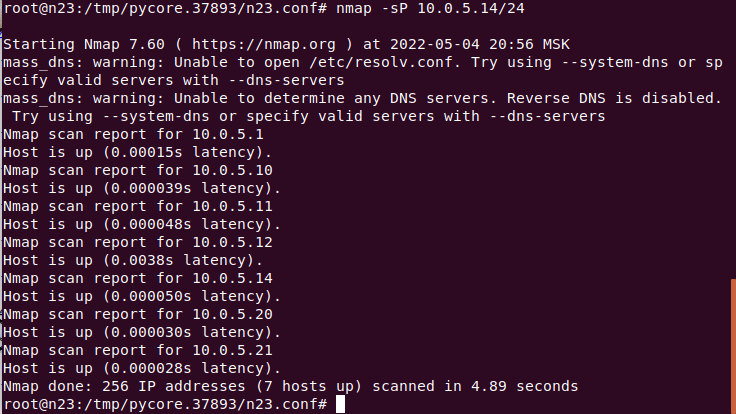 root@n23:/tmp/pycore.37893/n23.conf# nmap -sP 10.0.5.14/24
Starting Nmap 7.60 ( https://nmap.org ) at 2022-05-04 20:56 MSK
mass_dns: warning: Unable to open /etc/resolv.conf. Try using --system-dns or sp
ecify valid servers with --dns-servers
mass_dns: warning: Unable to determine any DNS servers. Reverse DNS is disabled.
 Try using --system-dns or specify valid servers with --dns-servers
Nmap scan report for 10.0.5.1
Host is up (0.00015s latency).
Nmap scan report for 10.0.5.10
Host is up (0.000039s latency).
Nmap scan report for 10.0.5.11
Host is up (0.000048s latency).
Nmap scan report for 10.0.5.12
Host is up (0.0038s latency).
Nmap scan report for 10.0.5.14
Host is up (0.000050s latency).
Nmap scan report for 10.0.5.20
Host is up (0.000030s latency).
Nmap scan report for 10.0.5.21
Host is up (0.000028s latency).
Nmap done: 256 IP addresses (7 hosts up) scanned in 4.89 seconds
root@n23:/tmp/pycore.37893/n23.conf#